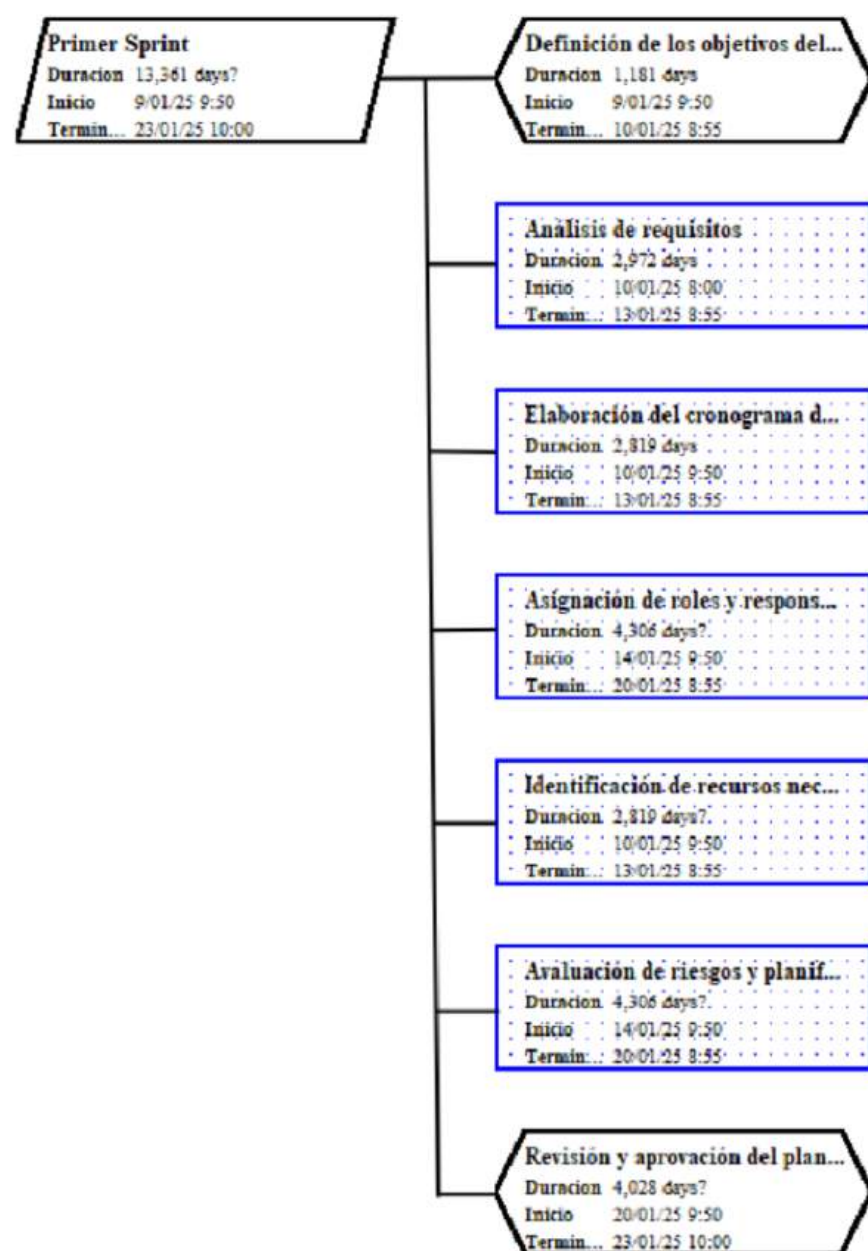 Primer Sprint
Duracion 13,361 days?
Inicio 9/01/25 9:50
Termin... 23/01/25 10:00
Definición de los objetivos del...
Duracion 1,181 days
Inicio 9/01/25 9:50
Termin... 10/01/25 8:55
Análisis de requisitos
Duracion 2,972 days
Inicio 10/01/25 8:00
Termin... 13/01/25 8:55
Elaboración del cronograma d...
Duracion 2,819 days
Inicio 10/01/25 9:50
Termin... 13/01/25 8:55
Asignación de roles y respons...
Duracion 4,306 days?
Inicio 14/01/25 9:50
Termin... 20/01/25 8:55
Identificación de recursos nec...
Duracion 2,819 days?
Inicio 10/01/25 9:50
Termin... 13/01/25 8:55
Avaluación de riesgos y planif...
Duracion 4,306 days?
Inicio 14/01/25 9:50
Termin... 20/01/25 8:55
Revisión y aprovación del plan...
Duracion 4,028 days?
Inicio 20/01/25 9:50
Termin... 23/01/25 10:00